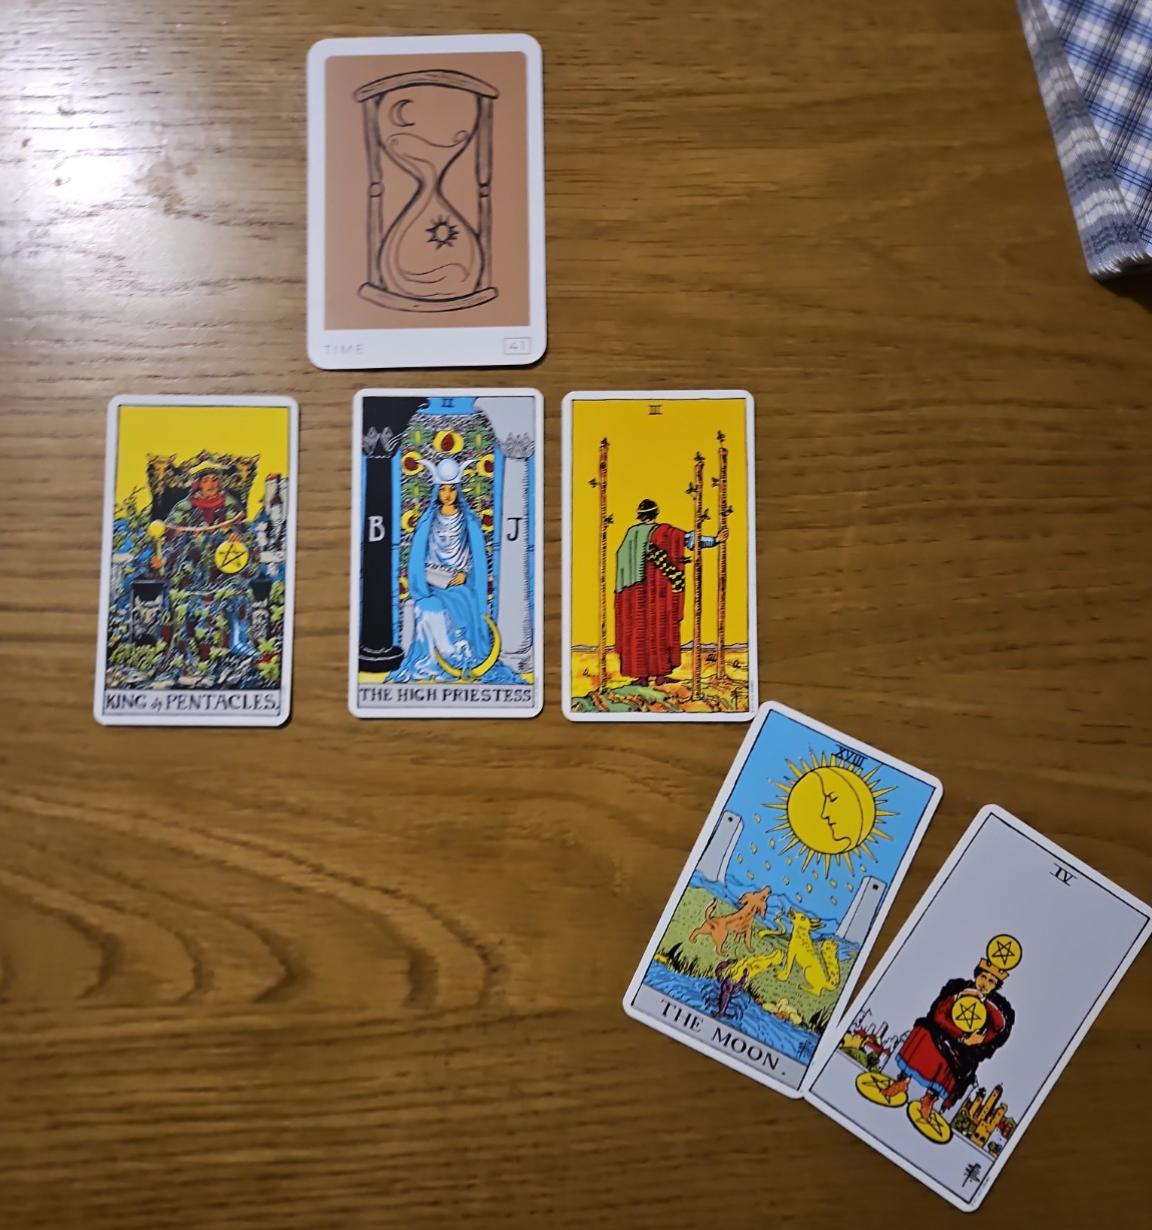 TIME 41
KING of PENTACLES.
II
B J
THE HIGH PRIESTESS
III
XVIII
THE MOON.
IV